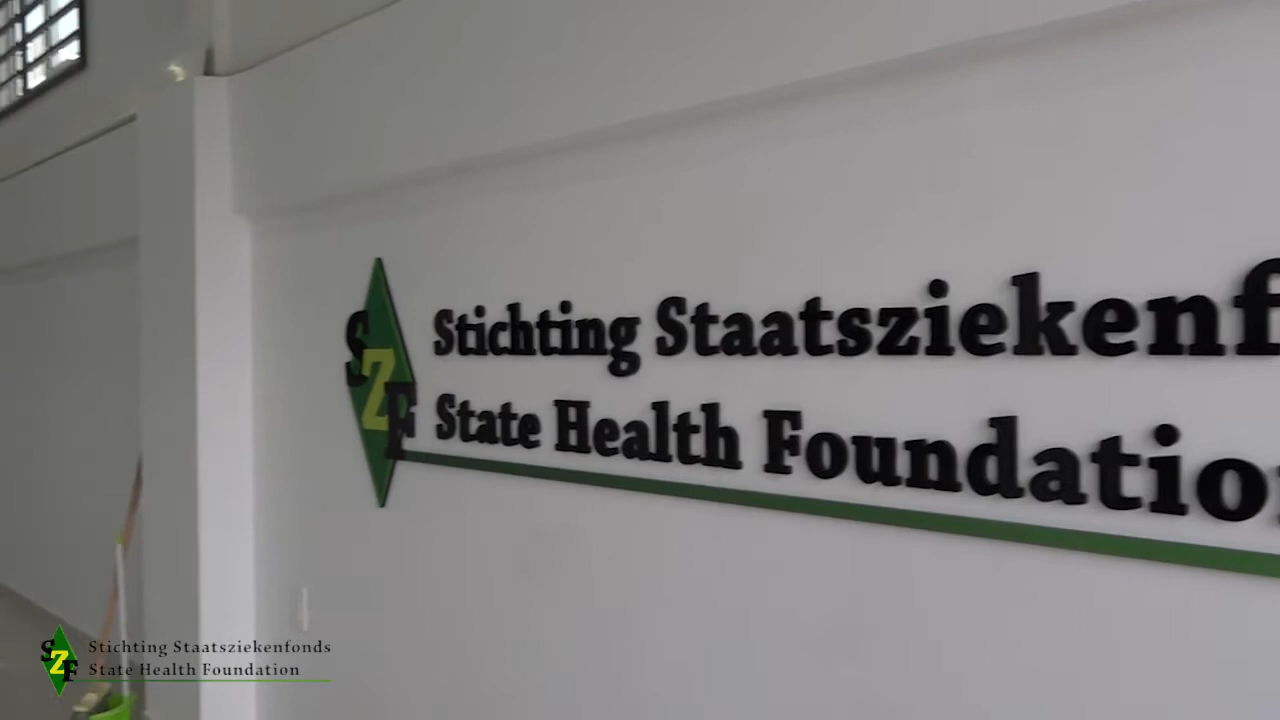 SZF
Stichting Staatsziekenf
State Health Foundatio
SZF
Stichting Staatsziekenfonds
State Health Foundation